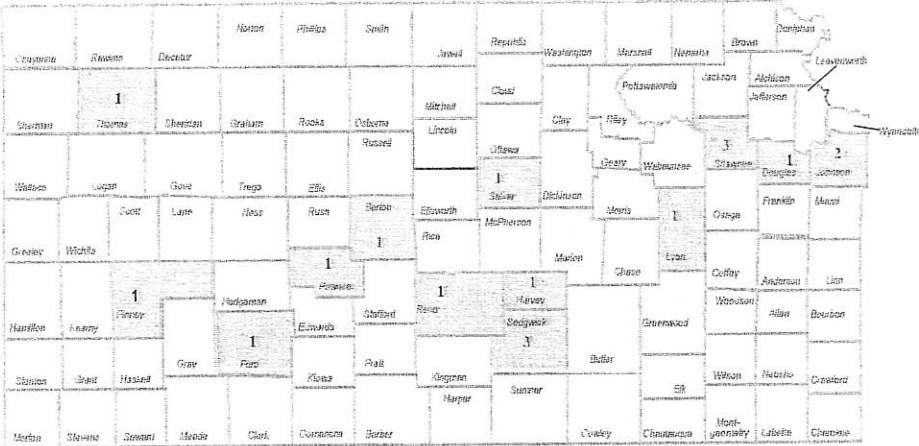 Norton Phillips Smith Doniphan
Cheyenne Rawlins Decatur Jewell Republic Washington Marshall Nemaha Brown
Leavenworth
Jackson Atchison
1 Cloud Pottawatomie
Mitchell Jefferson
Sherman Thomas Sheridan Graham Rooks Osborne Clay Riley
Lincoln Wyandotte
Russell Ottawa 3
Geary Wabaunsee Shawnee 1 2
1 Douglas Johnson
Wallace Logan Gove Trego Ellis Saline Dickinson
Scott Lane Ness Rush Barton Ellsworth Morris Franklin Miami
1 Osage
McPherson
Rice
1
Greeley Wichita 1 Marion Lyon
Chase
Pawnee Coffey Anderson Linn
1 Hodgeman 1 1
Finney Reno Harvey Woodson
Hamilton Kearny Stafford Allan Bourbon
Edwards Sedgwick Greenwood
1 3
Gray Ford Pratt Butler
Stanton Grant Haskell Kiowa Kingman Wilson Neosho Crawford
Sumner Elk
Harper
Morton Stevens Seward Meade Clark Comanche Barber Cowley Chautauqua Mont-
gomery Labette Cherokee